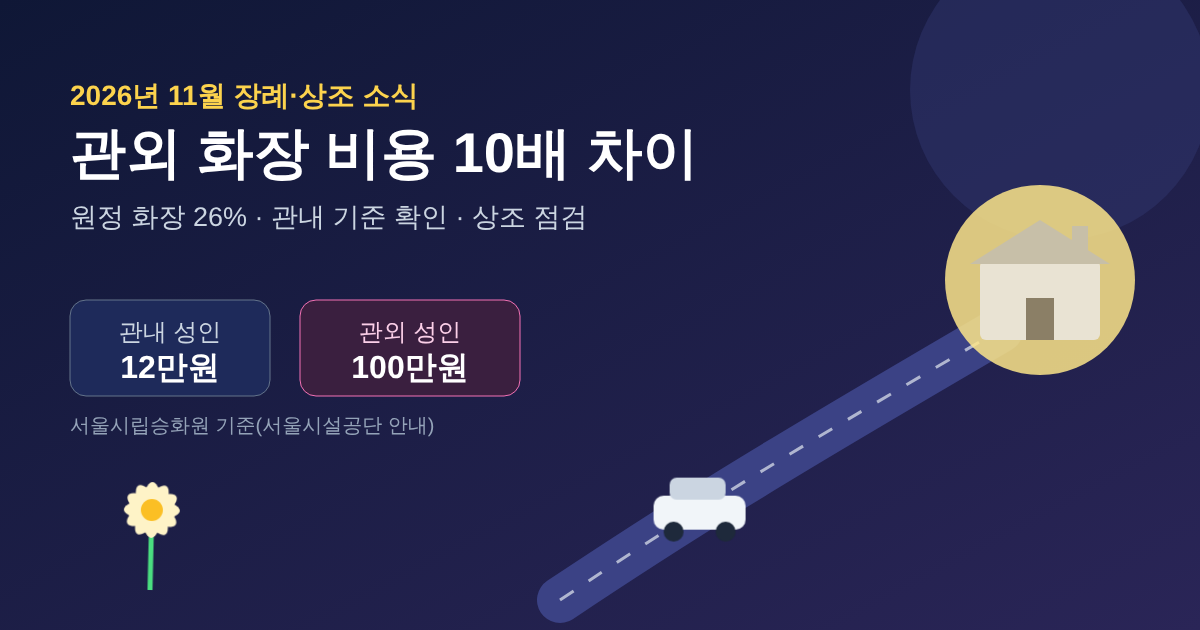 2026년 11월 장례·상조 소식
관외 화장 비용 10배 차이
원정 화장 26% · 관내 기준 확인 · 상조 점검
관내 성인
12만원
관외 성인
100만원
서울시립승화원 기준(서울시설공단 안내)